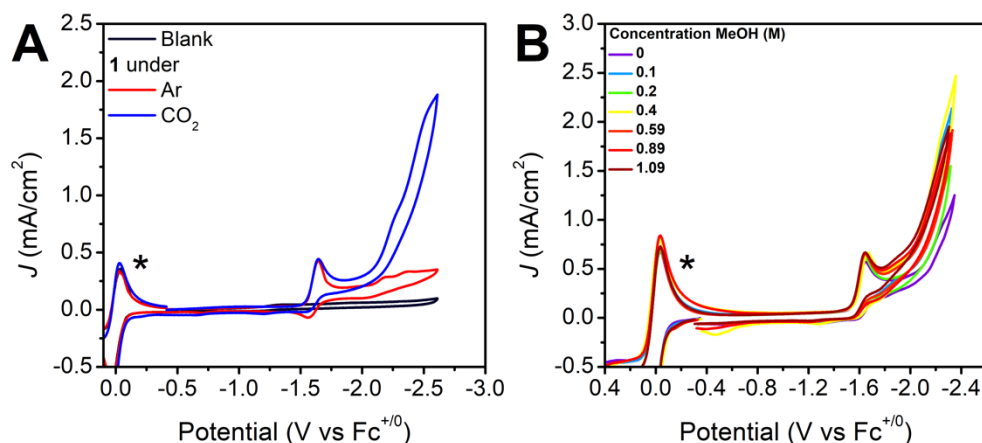 A
2.5
2.0
1.5
1.0
0.5
0.0
-0.5
J (mA/cm²)
Blank
1 under
Ar
CO₂
*
0.0 -0.5 -1.0 -1.5 -2.0 -2.5 -3.0
Potential (V vs Fc⁺/⁰)
B
3.0
2.5
2.0
1.5
1.0
0.5
0.0
-0.5
J (mA/cm²)
Concentration MeOH (M)
0
0.1
0.2
0.4
0.59
0.89
1.09
*
0.4 0.0 -0.4 -0.8 -1.2 -1.6 -2.0 -2.4
Potential (V vs Fc⁺/⁰)